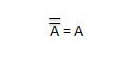 A̿ = A